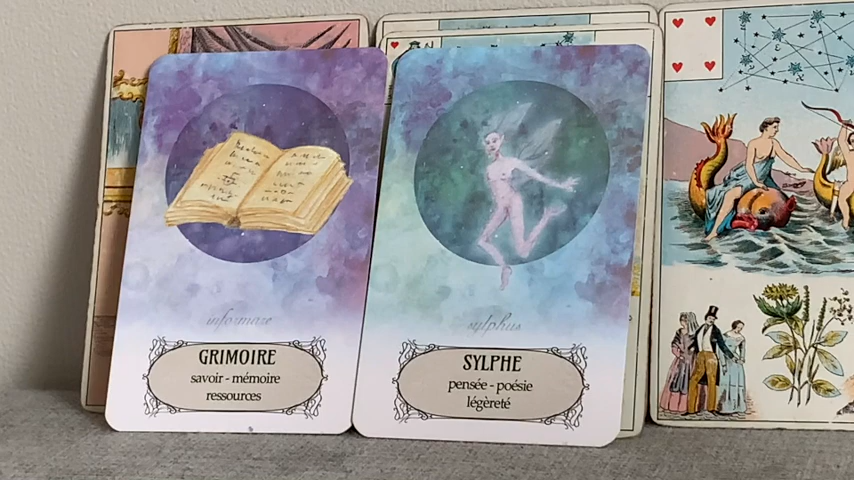 informare
GRIMOIRE
savoir - mémoire
ressources
sylphus
SYLPHE
pensée - poésie
légèreté